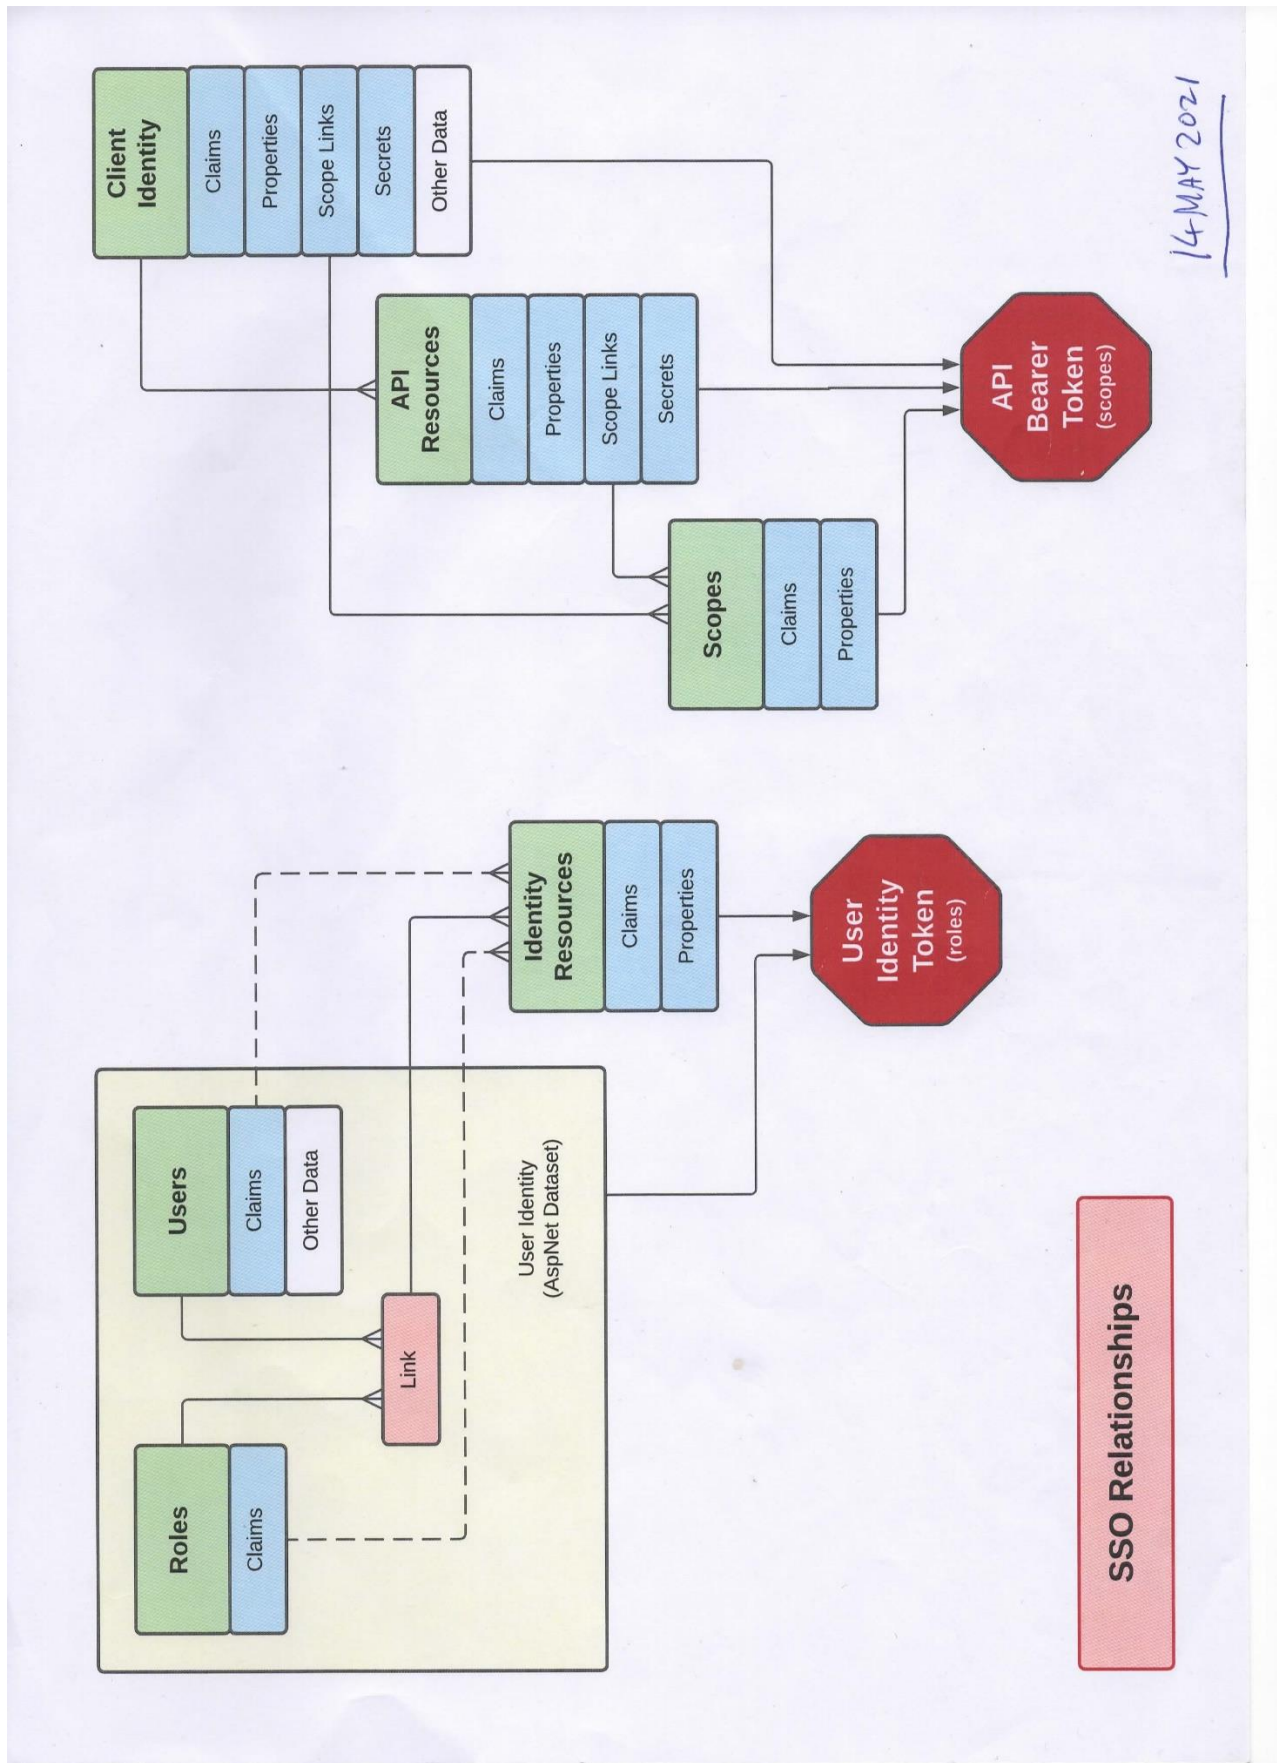 Roles
Claims
Users
Claims
Other Data
Link
User Identity
(AspNet Dataset)
Identity
Resources
Claims
Properties
User
Identity
Token
(roles)
Client
Identity
Claims
Properties
Scope Links
Secrets
Other Data
API
Resources
Claims
Properties
Scope Links
Secrets
Scopes
Claims
Properties
API
Bearer
Token
(scopes)
SSO Relationships
14 MAY 2021